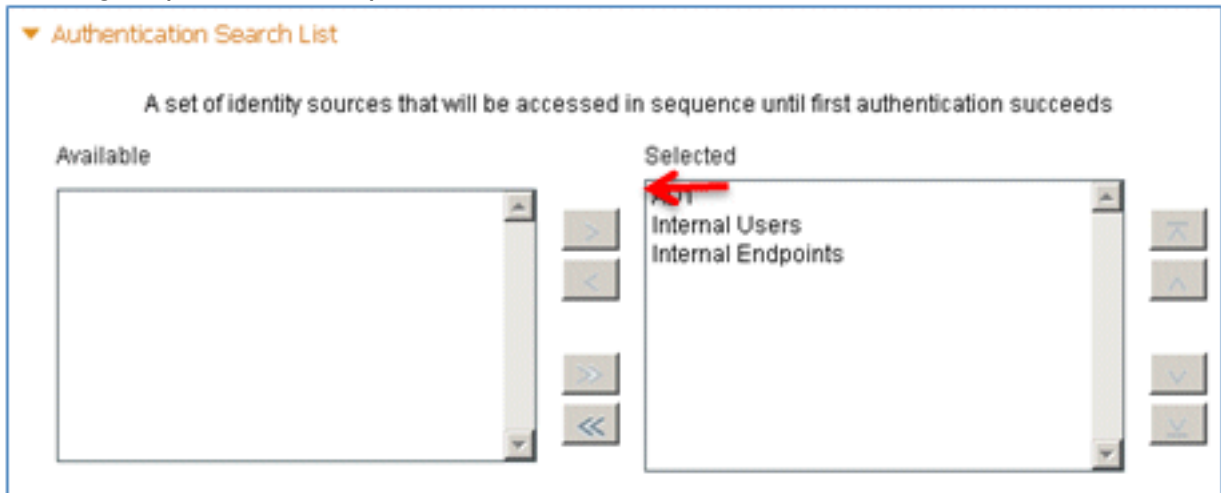 Authentication Search List
A set of identity sources that will be accessed in sequence until first authentication succeeds
Available
Selected
Internal Users
Internal Endpoints